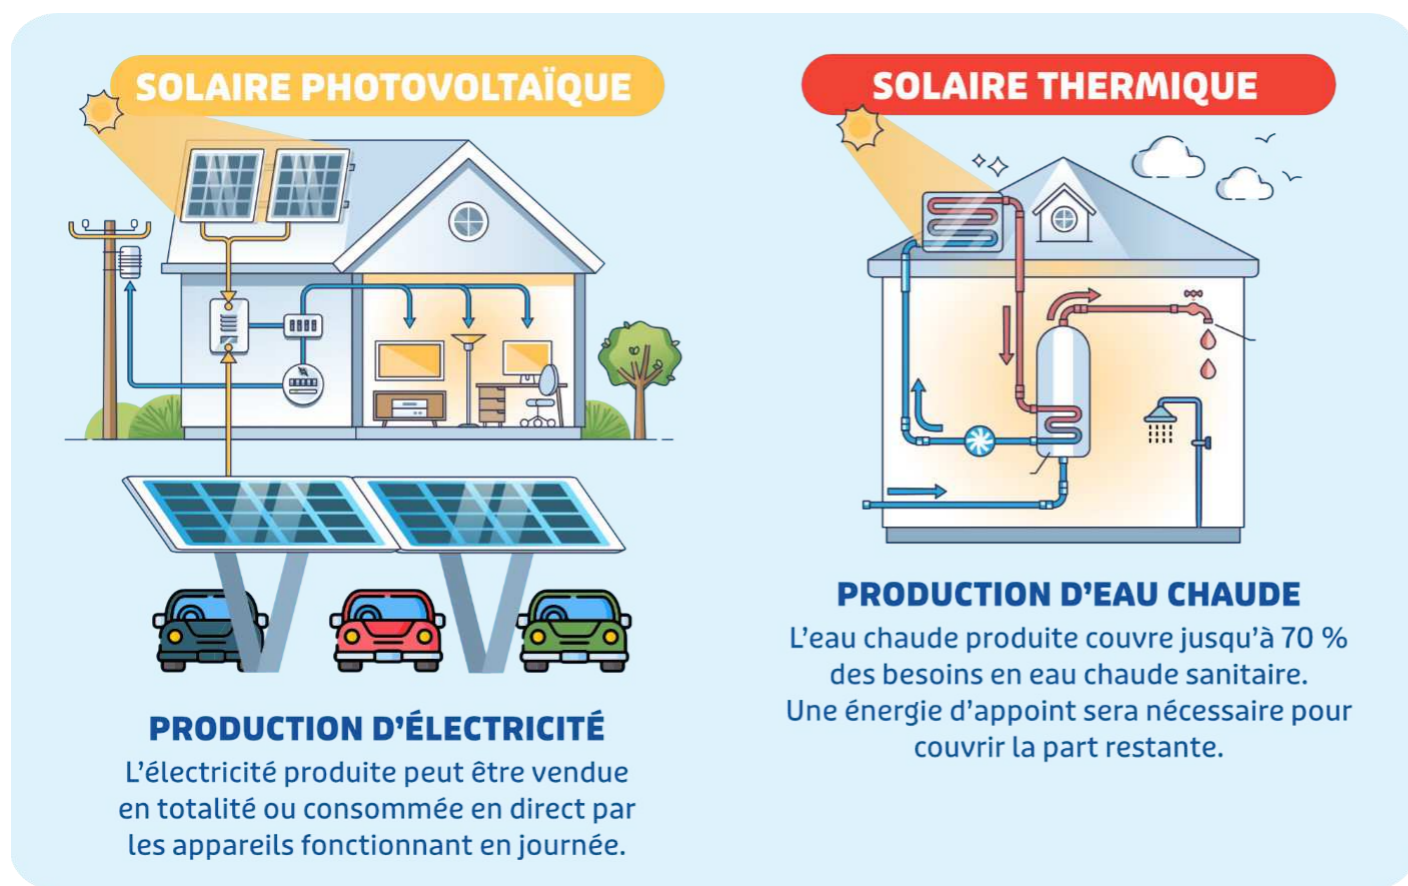 SOLAIRE PHOTOVOLTAÏQUE
PRODUCTION D'ÉLECTRICITÉ
L'électricité produite peut être vendue
en totalité ou consommée en direct par
les appareils fonctionnant en journée.
SOLAIRE THERMIQUE
PRODUCTION D'EAU CHAUDE
L'eau chaude produite couvre jusqu'à 70 %
des besoins en eau chaude sanitaire.
Une énergie d'appoint sera nécessaire pour
couvrir la part restante.